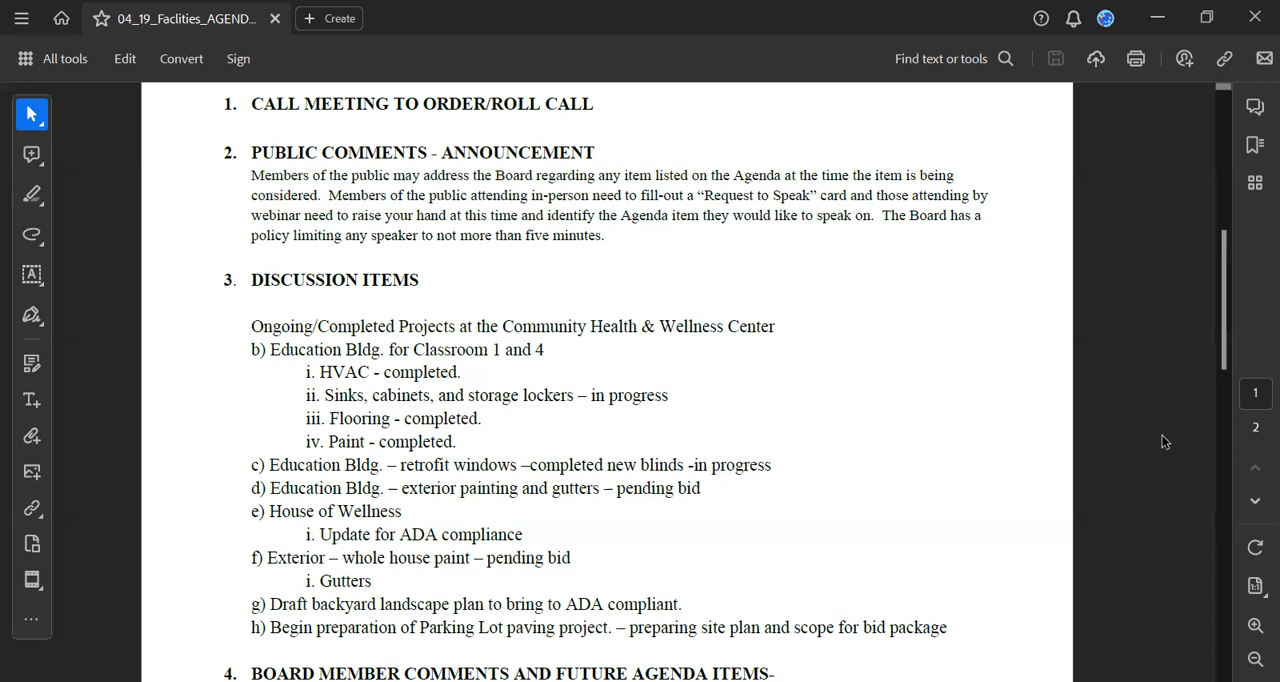 04_19_Faclities_AGEND...
Create
All tools
Edit
Convert
Sign
Find text or tools
1. CALL MEETING TO ORDER/ROLL CALL
2. PUBLIC COMMENTS - ANNOUNCEMENT
Members of the public may address the Board regarding any item listed on the Agenda at the time the item is being
considered. Members of the public attending in-person need to fill-out a “Request to Speak” card and those attending by
webinar need to raise your hand at this time and identify the Agenda item they would like to speak on. The Board has a
policy limiting any speaker to not more than five minutes.
3. DISCUSSION ITEMS
Ongoing/Completed Projects at the Community Health & Wellness Center
b) Education Bldg. for Classroom 1 and 4
i. HVAC - completed.
ii. Sinks, cabinets, and storage lockers – in progress
iii. Flooring - completed.
iv. Paint - completed.
c) Education Bldg. – retrofit windows –completed new blinds -in progress
d) Education Bldg. – exterior painting and gutters – pending bid
e) House of Wellness
i. Update for ADA compliance
f) Exterior – whole house paint – pending bid
i. Gutters
g) Draft backyard landscape plan to bring to ADA compliant.
h) Begin preparation of Parking Lot paving project. – preparing site plan and scope for bid package
4. BOARD MEMBER COMMENTS AND FUTURE AGENDA ITEMS-
1
2